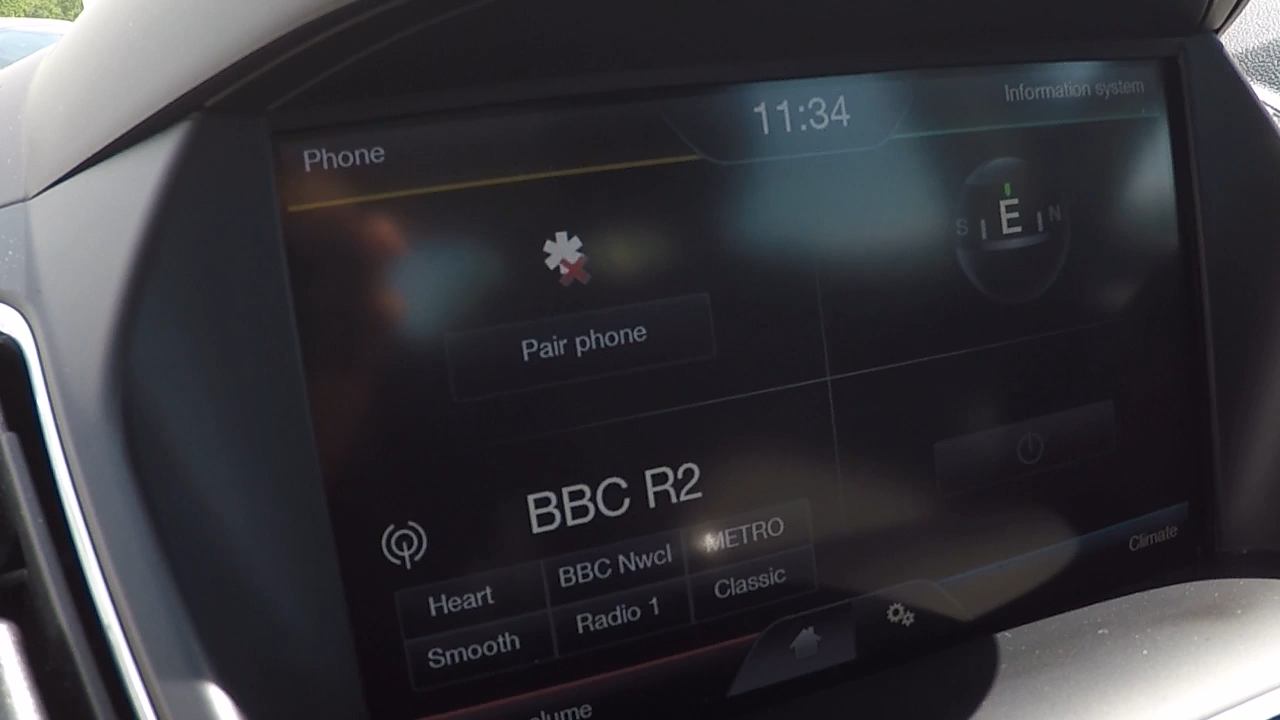 Phone
11:34
Information system
S E N
Pair phone
BBC R2
Heart BBC Nwcl METRO
Smooth Radio 1 Classic
Climate